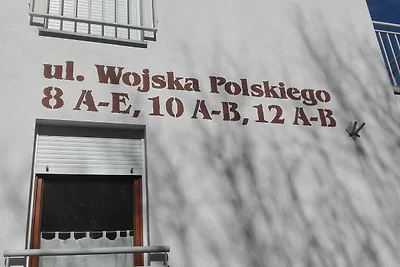 ul. Wojska Polskiego
8 A-E, 10 A-B, 12 A-B